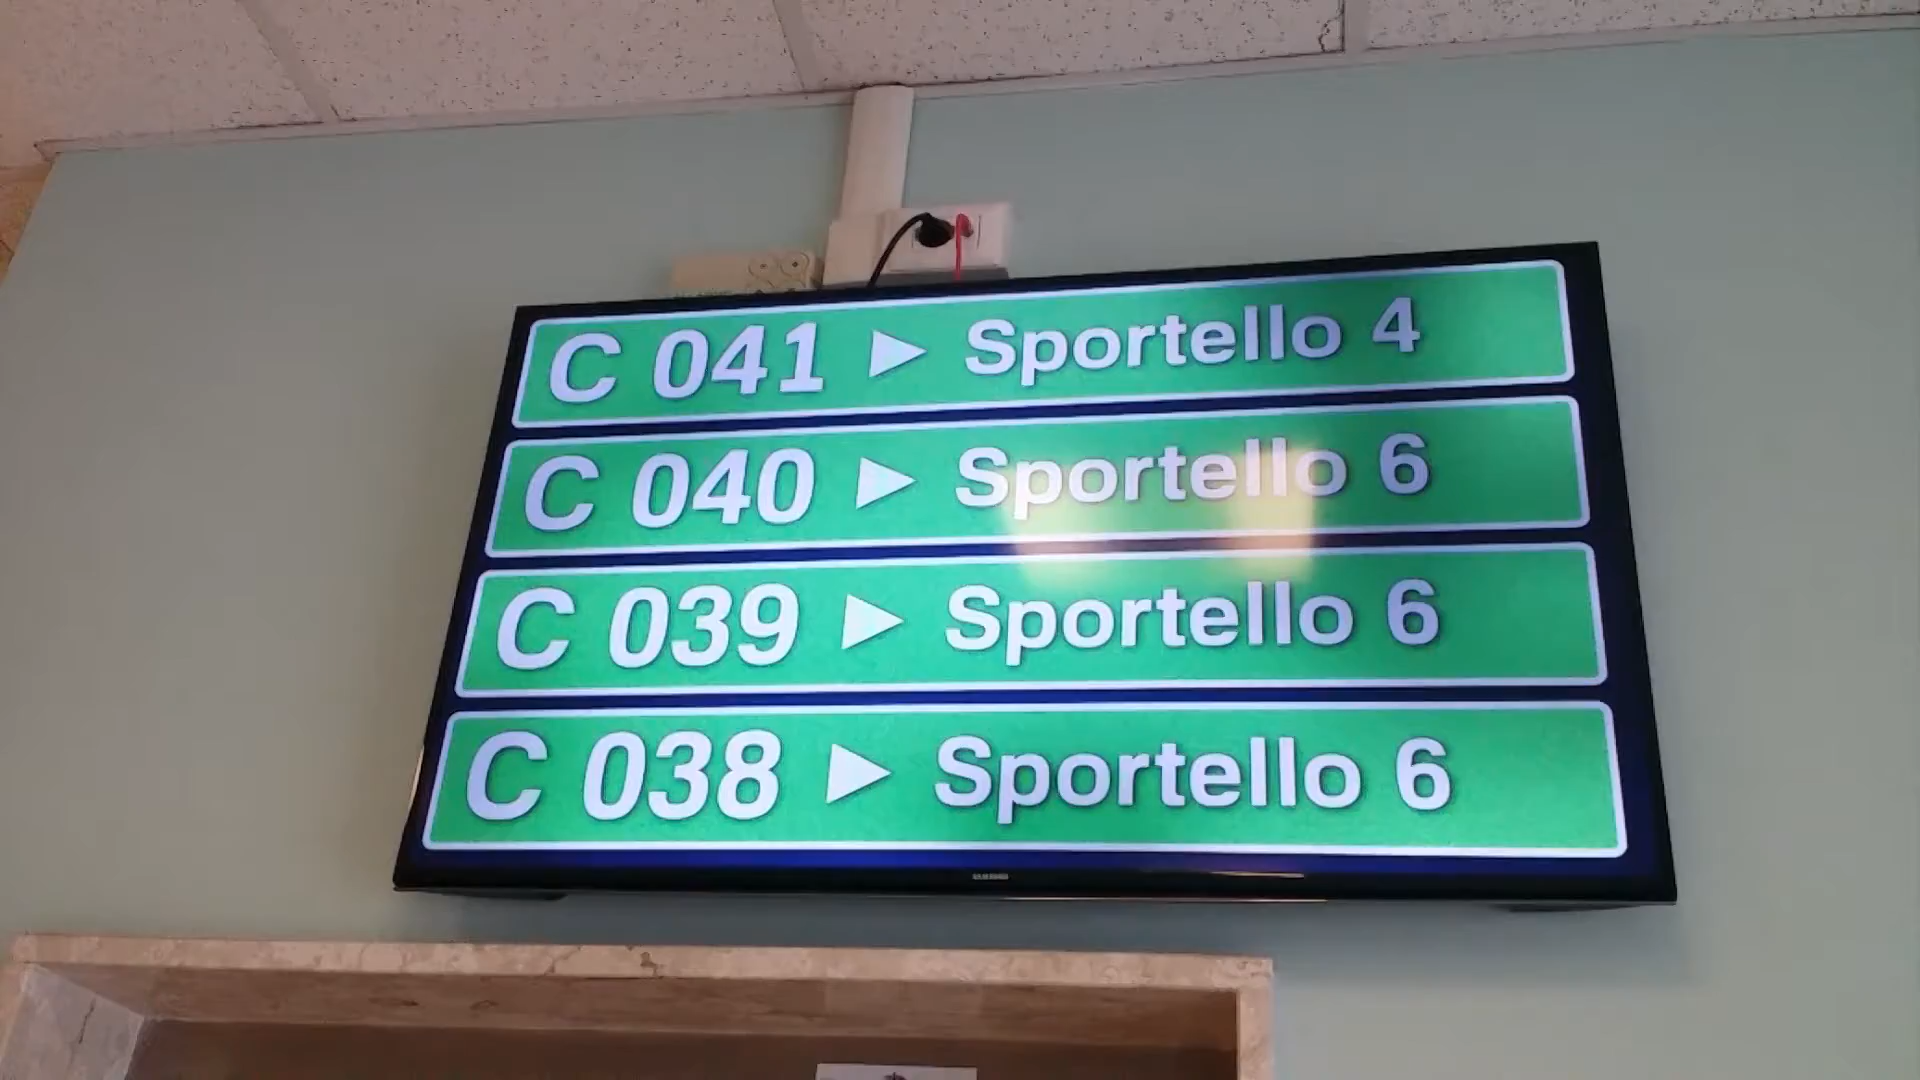 C 041 ▶ Sportello 4
C 040 ▶ Sportello 6
C 039 ▶ Sportello 6
C 038 ▶ Sportello 6